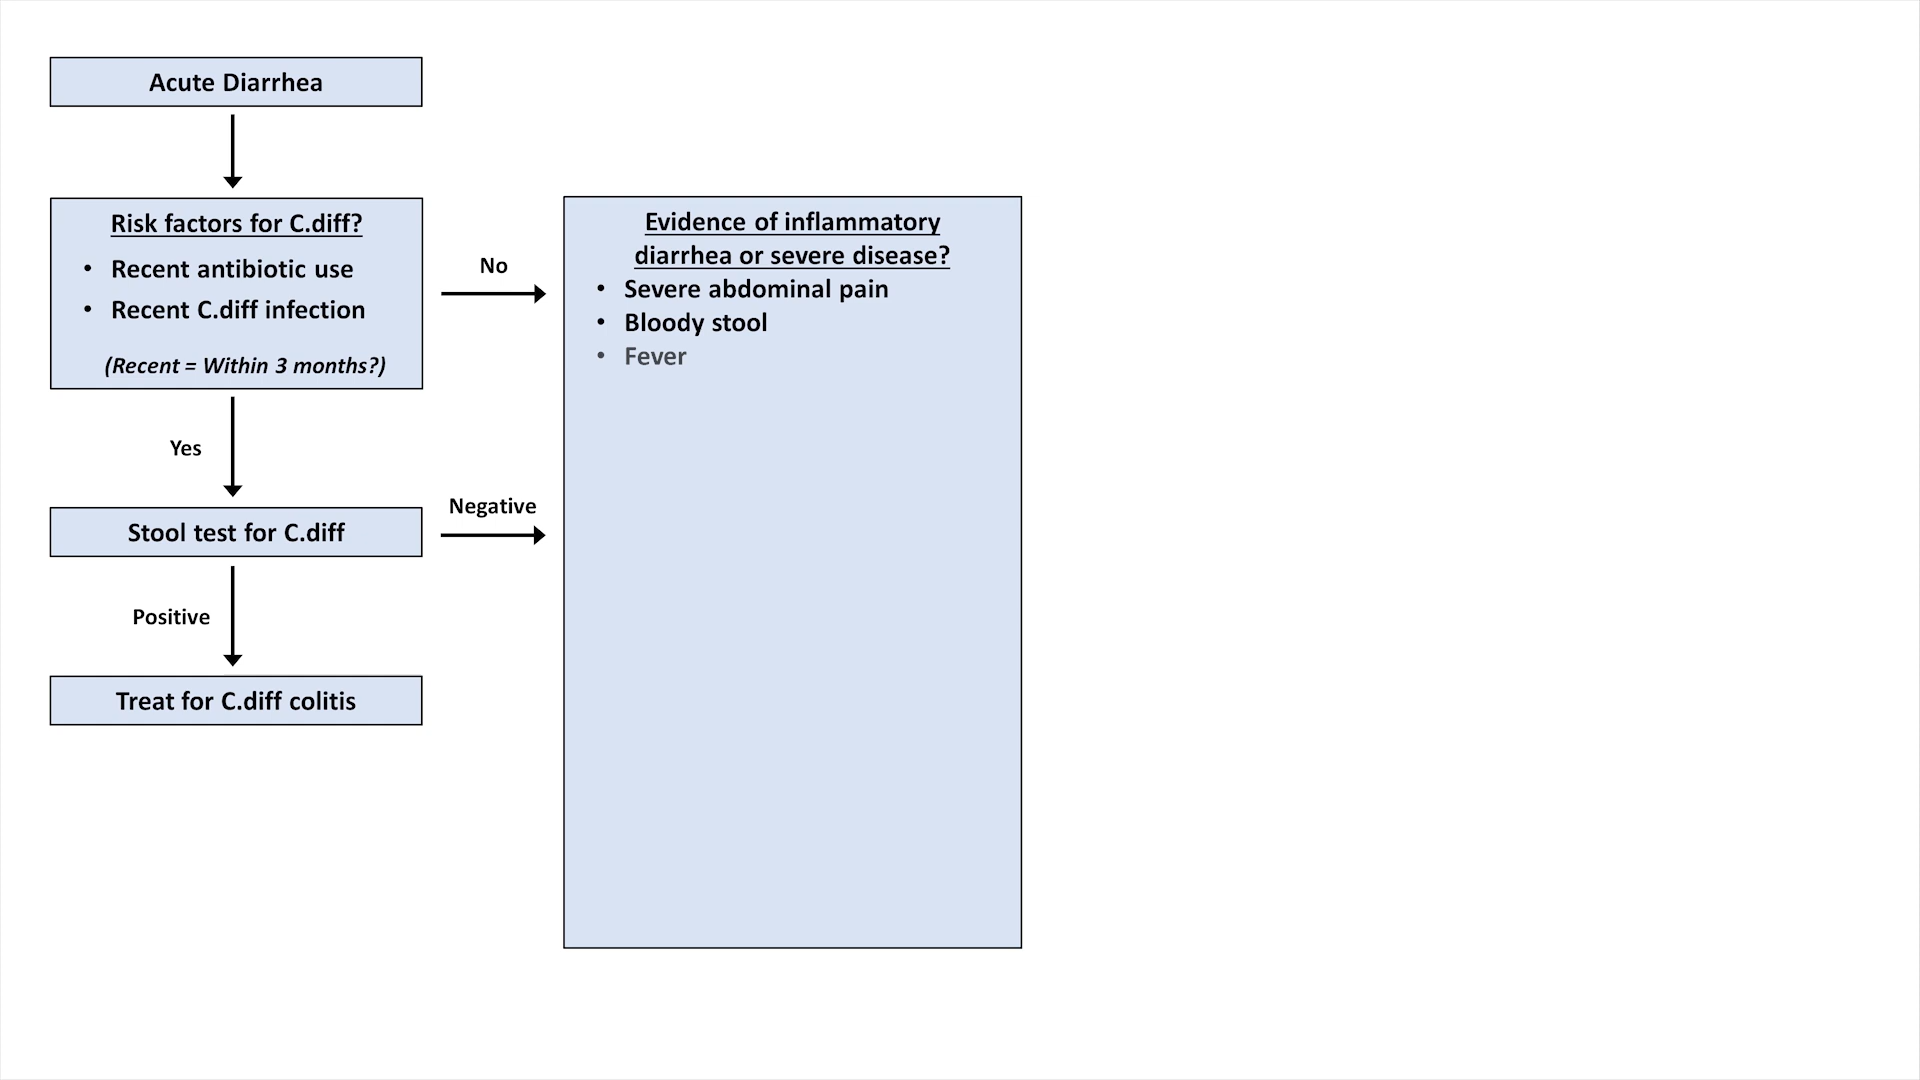 Acute Diarrhea
Risk factors for C.diff?
• Recent antibiotic use
• Recent C.diff infection
(Recent = Within 3 months?)
No
Yes
Stool test for C.diff
Negative
Positive
Treat for C.diff colitis
Evidence of inflammatory
diarrhea or severe disease?
• Severe abdominal pain
• Bloody stool
• Fever